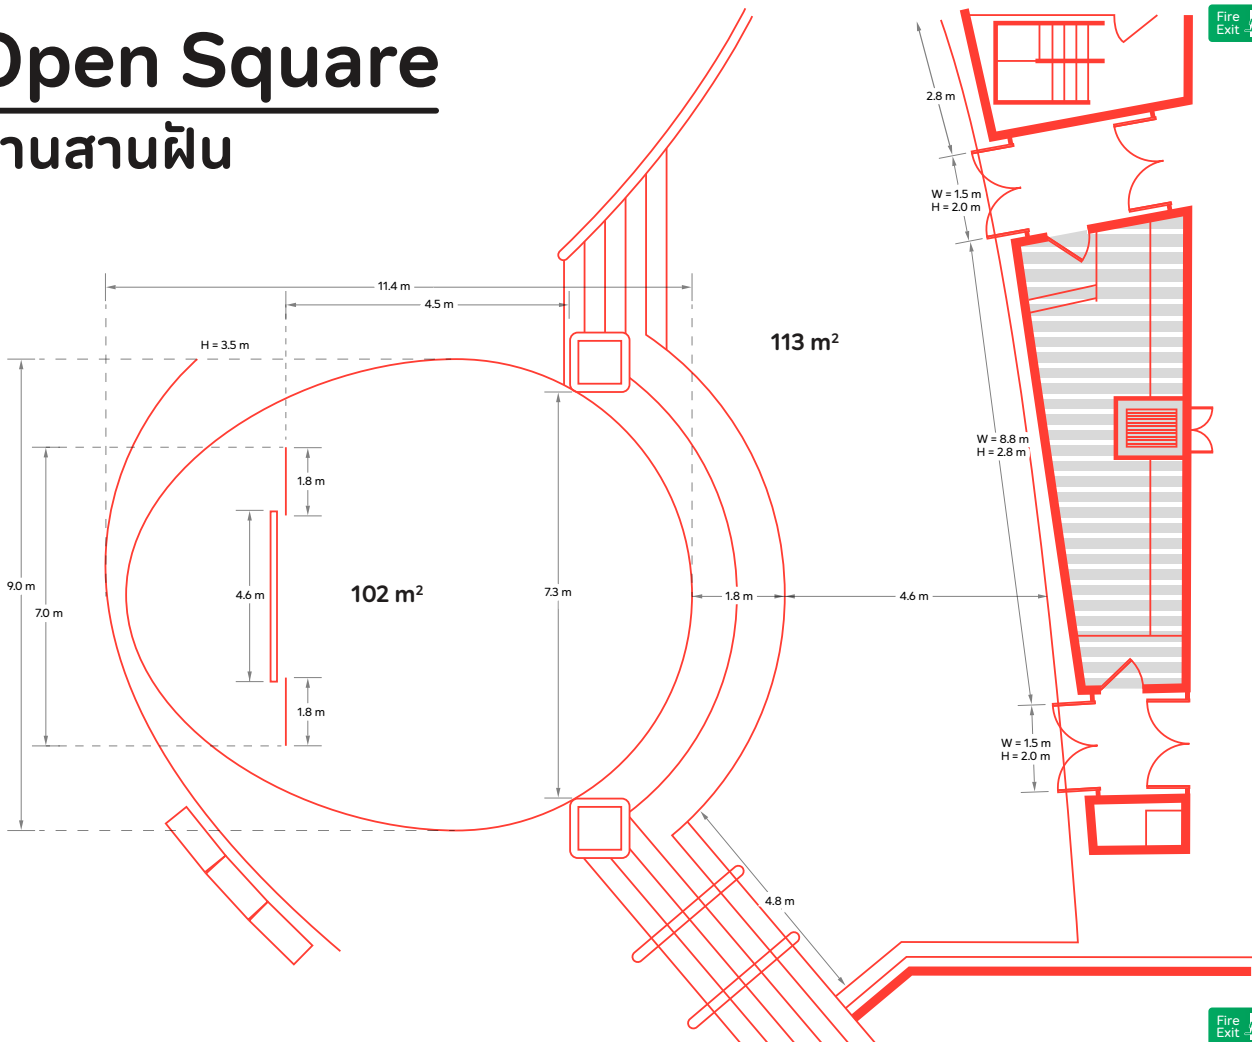 Open Square
านสานฝัน
Fire
Exit
2.8 m
W = 1.5 m
H = 2.0 m
11.4 m
4.5 m
H = 3.5 m
113 m²
W = 8.8 m
H = 2.8 m
1.8 m
9.0 m
7.0 m
4.6 m
102 m²
7.3 m
1.8 m
4.6 m
1.8 m
W = 1.5 m
H = 2.0 m
4.8 m
Fire
Exit